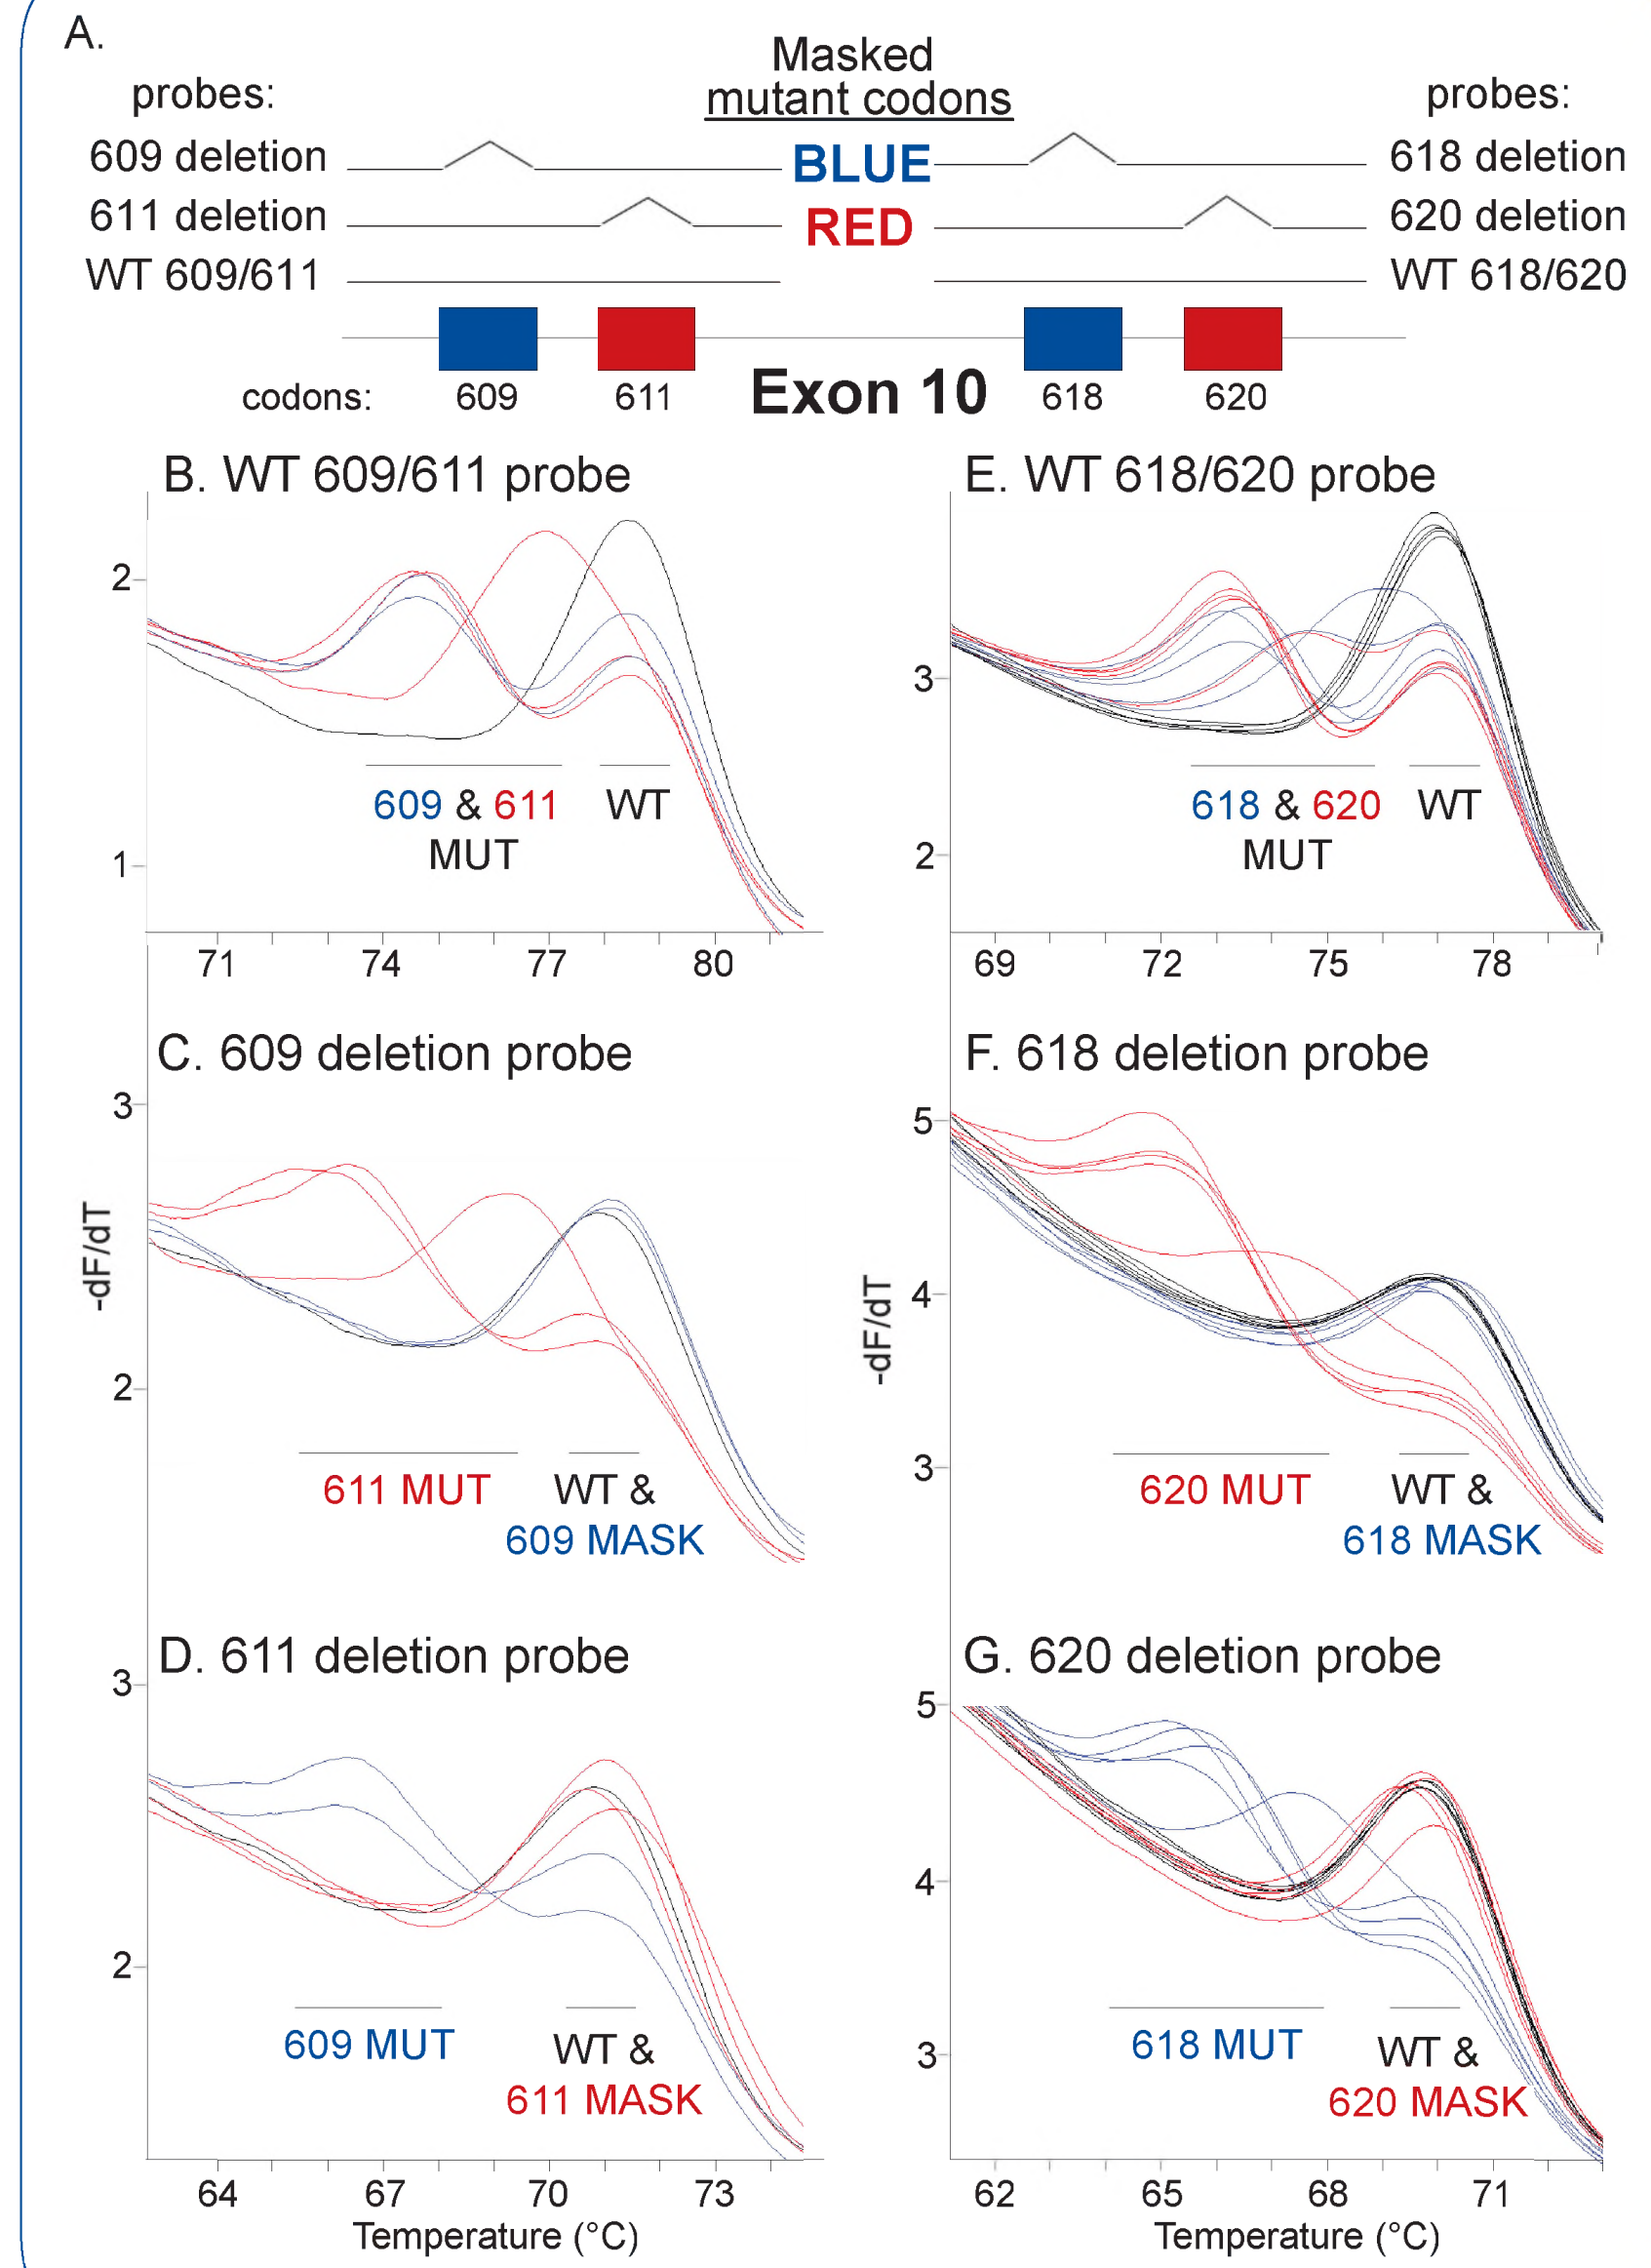 A.
Masked
mutant codons
probes:
probes:
609 deletion
BLUE
618 deletion
611 deletion
RED
620 deletion
WT 609/611
WT 618/620
codons:
609
611
Exon 10
618
620
B. WT 609/611 probe
2
1
609 & 611
MUT
WT
71
74
77
80
E. WT 618/620 probe
3
2
618 & 620
MUT
WT
69
72
75
78
C. 609 deletion probe
3
2
-dF/dT
611 MUT
WT &
609 MASK
F. 618 deletion probe
5
4
3
-dF/dT
620 MUT
WT &
618 MASK
D. 611 deletion probe
3
2
609 MUT
WT &
611 MASK
64
67
70
73
Temperature (°C)
G. 620 deletion probe
5
4
3
618 MUT
WT &
620 MASK
62
65
68
71
Temperature (°C)